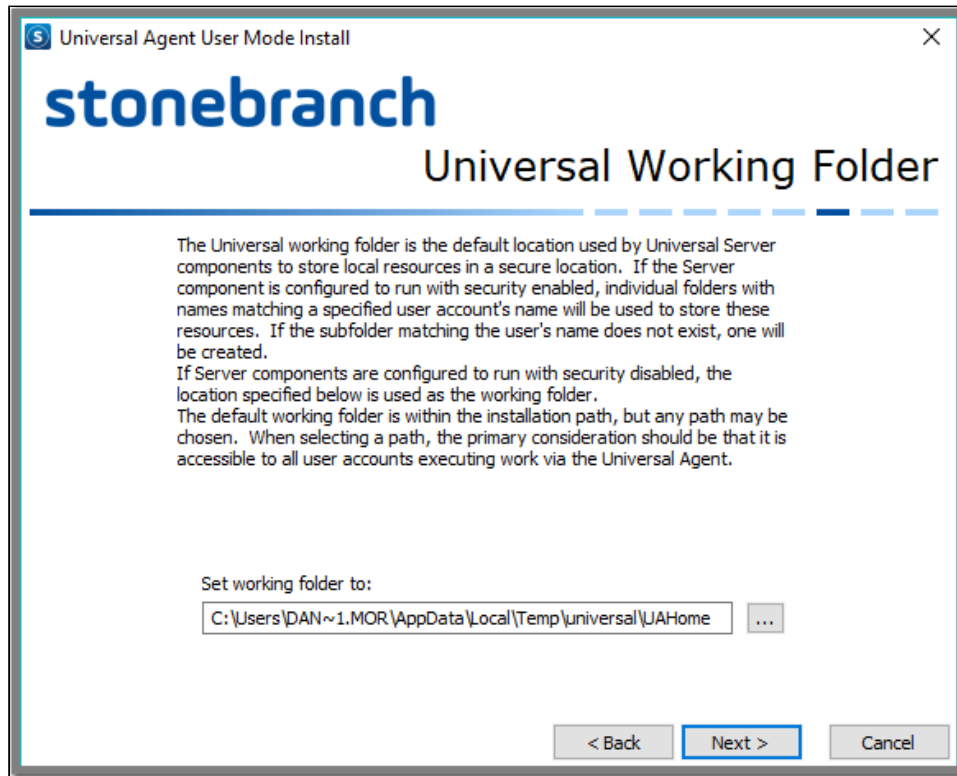 S Universal Agent User Mode Install
stonebranch
Universal Working Folder
The Universal working folder is the default location used by Universal Server
components to store local resources in a secure location.  If the Server
component is configured to run with security enabled, individual folders with
names matching a specified user account's name will be used to store these
resources.  If the subfolder matching the user's name does not exist, one will
be created.
If Server components are configured to run with security disabled, the
location specified below is used as the working folder.
The default working folder is within the installation path, but any path may be
chosen.  When selecting a path, the primary consideration should be that it is
accessible to all user accounts executing work via the Universal Agent.
Set working folder to:
C:\Users\DAN~1.MOR\AppData\Local\Temp\universal\UAHome ...
< Back Next > Cancel